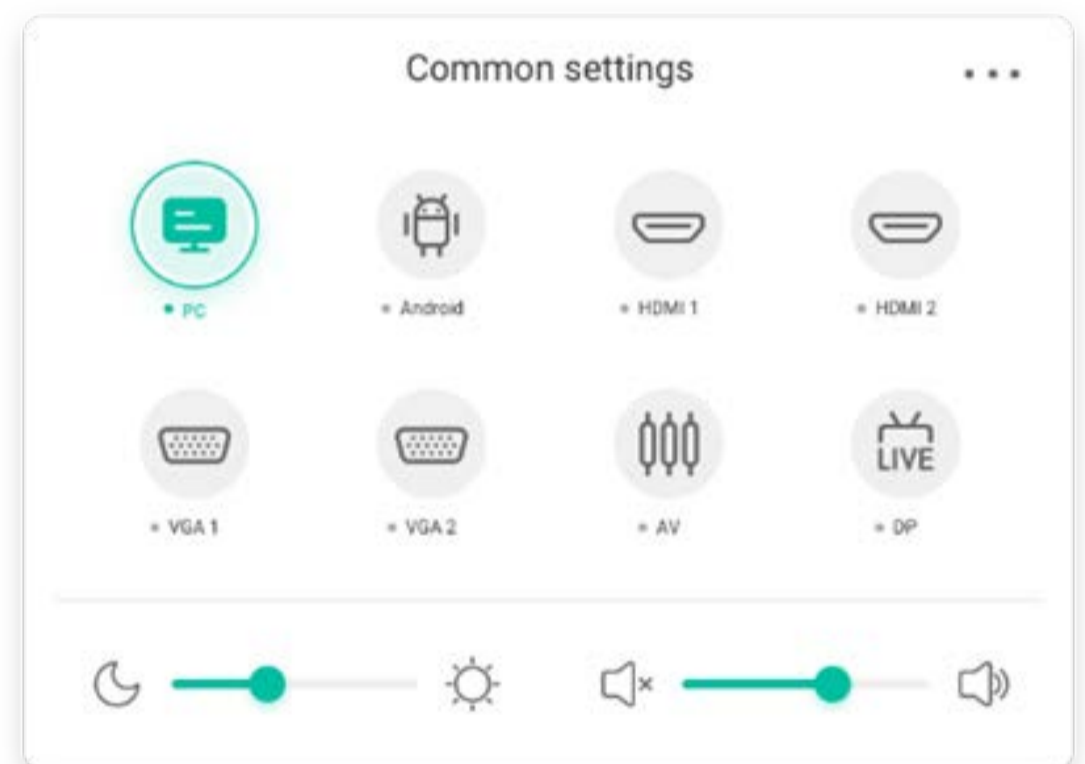 Common settings
PC
Android
HDMI 1
HDMI 2
LIVE
VGA 1
VGA 2
AV
DP